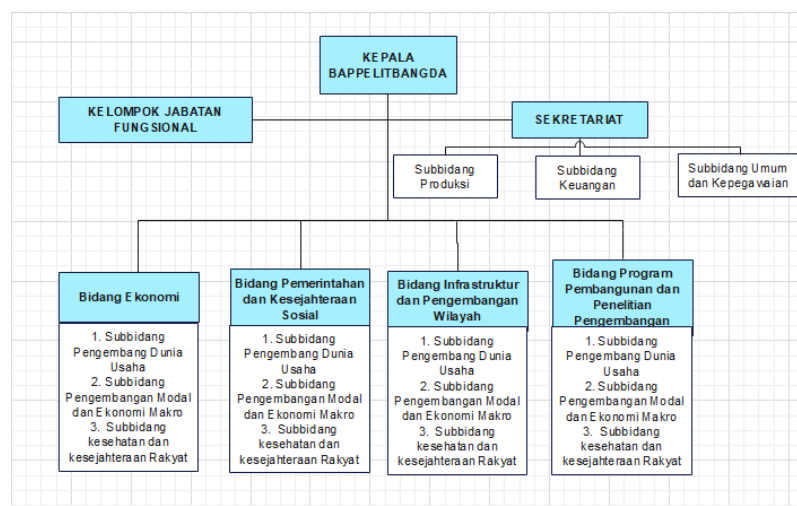 KEPALA
BAPPELITBANGDA
KELOMPOK JABATAN
FUNGSIONAL
SEKRETARIAT
Subbidang
Produksi
Subbidang
Keuangan
Subbidang Umum
dan Kepegawaian
Bidang Ekonomi
1. Subbidang
Pengembang Dunia
Usaha
2. Subbidang
Pengembangan Modal
dan Ekonomi Makro
3. Subbidang
kesehatan dan
kesejahteraan Rakyat
Bidang Pemerintahan
dan Kesejahteraan
Sosial
1. Subbidang
Pengembang Dunia
Usaha
2. Subbidang
Pengembangan Modal
dan Ekonomi Makro
3. Subbidang
kesehatan dan
kesejahteraan Rakyat
Bidang Infrastruktur
dan Pengembangan
Wilayah
1. Subbidang
Pengembang Dunia
Usaha
2. Subbidang
Pengembangan Modal
dan Ekonomi Makro
3. Subbidang
kesehatan dan
kesejahteraan Rakyat
Bidang Program
Pembangunan dan
Penelitian
Pengembangan
1. Subbidang
Pengembang Dunia
Usaha
2. Subbidang
Pengembangan Modal
dan Ekonomi Makro
3. Subbidang
kesehatan dan
kesejahteraan Rakyat